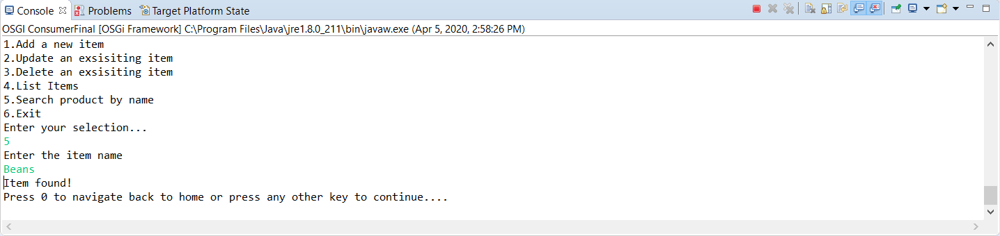 Console Problems Target Platform State
OSGI ConsumerFinal [OSGi Framework] C:\Program Files\Java\jre1.8.0_211\bin\javaw.exe (Apr 5, 2020, 2:58:26 PM)
1.Add a new item
2.Update an exsisiting item
3.Delete an exsisiting item
4.List Items
5.Search product by name
6.Exit
Enter your selection...
5
Enter the item name
Beans
Item found!
Press 0 to navigate back to home or press any other key to continue....